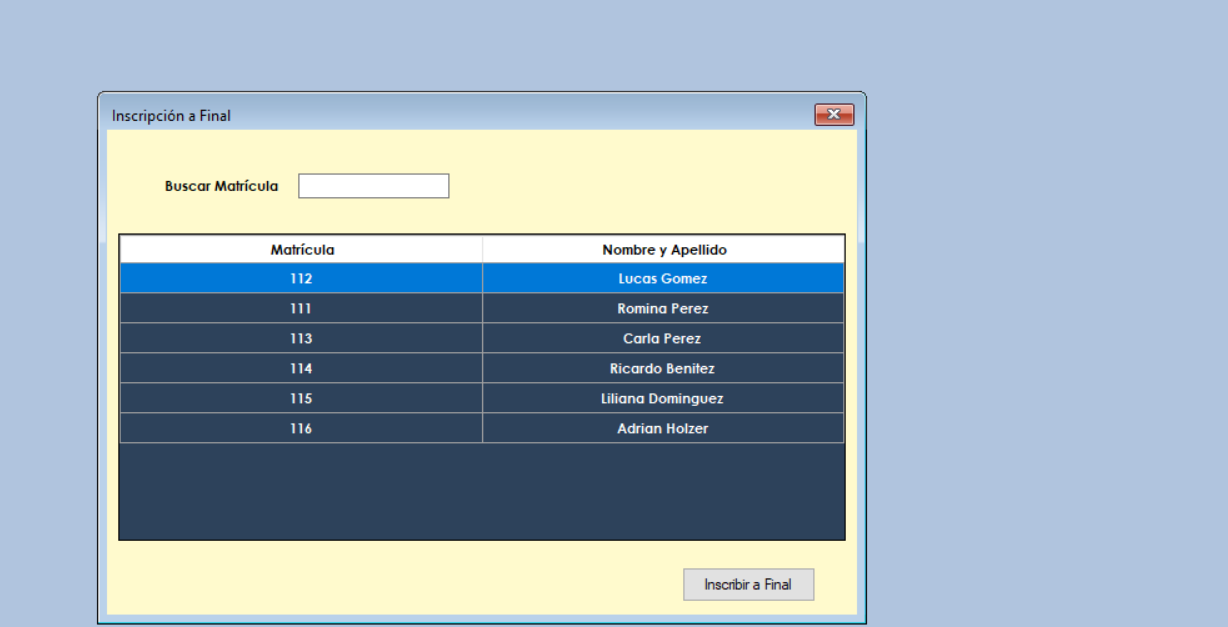 Inscripción a Final
Buscar Matrícula
Matrícula Nombre y Apellido
112 Lucas Gomez
111 Romina Perez
113 Carla Perez
114 Ricardo Benitez
115 Liliana Dominguez
116 Adrian Holzer
Inscribir a Final